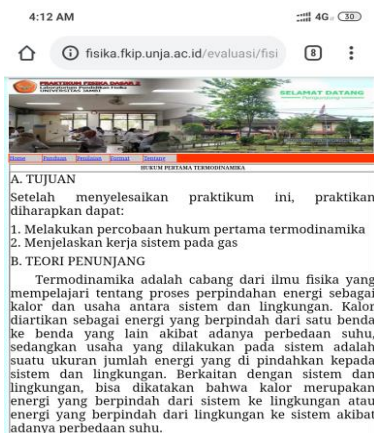 4:12 AM
4G 30
fisika.fkip.unja.ac.id/evaluasi/fisi
8
PRAKTIKUM FISIKA DASAR 2
Laboratorium Pendidikan Fisika
UNIVERSITAS JAMBI
SELAMAT DATANG
Home Panduan Penilaian Format Tentang
HUKUM PERTAMA TERMODINAMIKA
A. TUJUAN
Setelah menyelesaikan praktikum ini, praktikan
diharapkan dapat:
1. Melakukan percobaan hukum pertama termodinamika
2. Menjelaskan kerja sistem pada gas
B. TEORI PENUNJANG
Termodinamika adalah cabang dari ilmu fisika yang
mempelajari tentang proses perpindahan energi sebagai
kalor dan usaha antara sistem dan lingkungan. Kalor
diartikan sebagai energi yang berpindah dari satu benda
ke benda yang lain akibat adanya perbedaan suhu,
sedangkan usaha yang dilakukan pada sistem adalah
suatu ukuran jumlah energi yang di pindahkan kepada
sistem dan lingkungan. Berkaitan dengan sistem dan
lingkungan, bisa dikatakan bahwa kalor merupakan
energi yang berpindah dari sistem ke lingkungan atau
energi yang berpindah dari lingkungan ke sistem akibat
adanya perbedaan suhu.